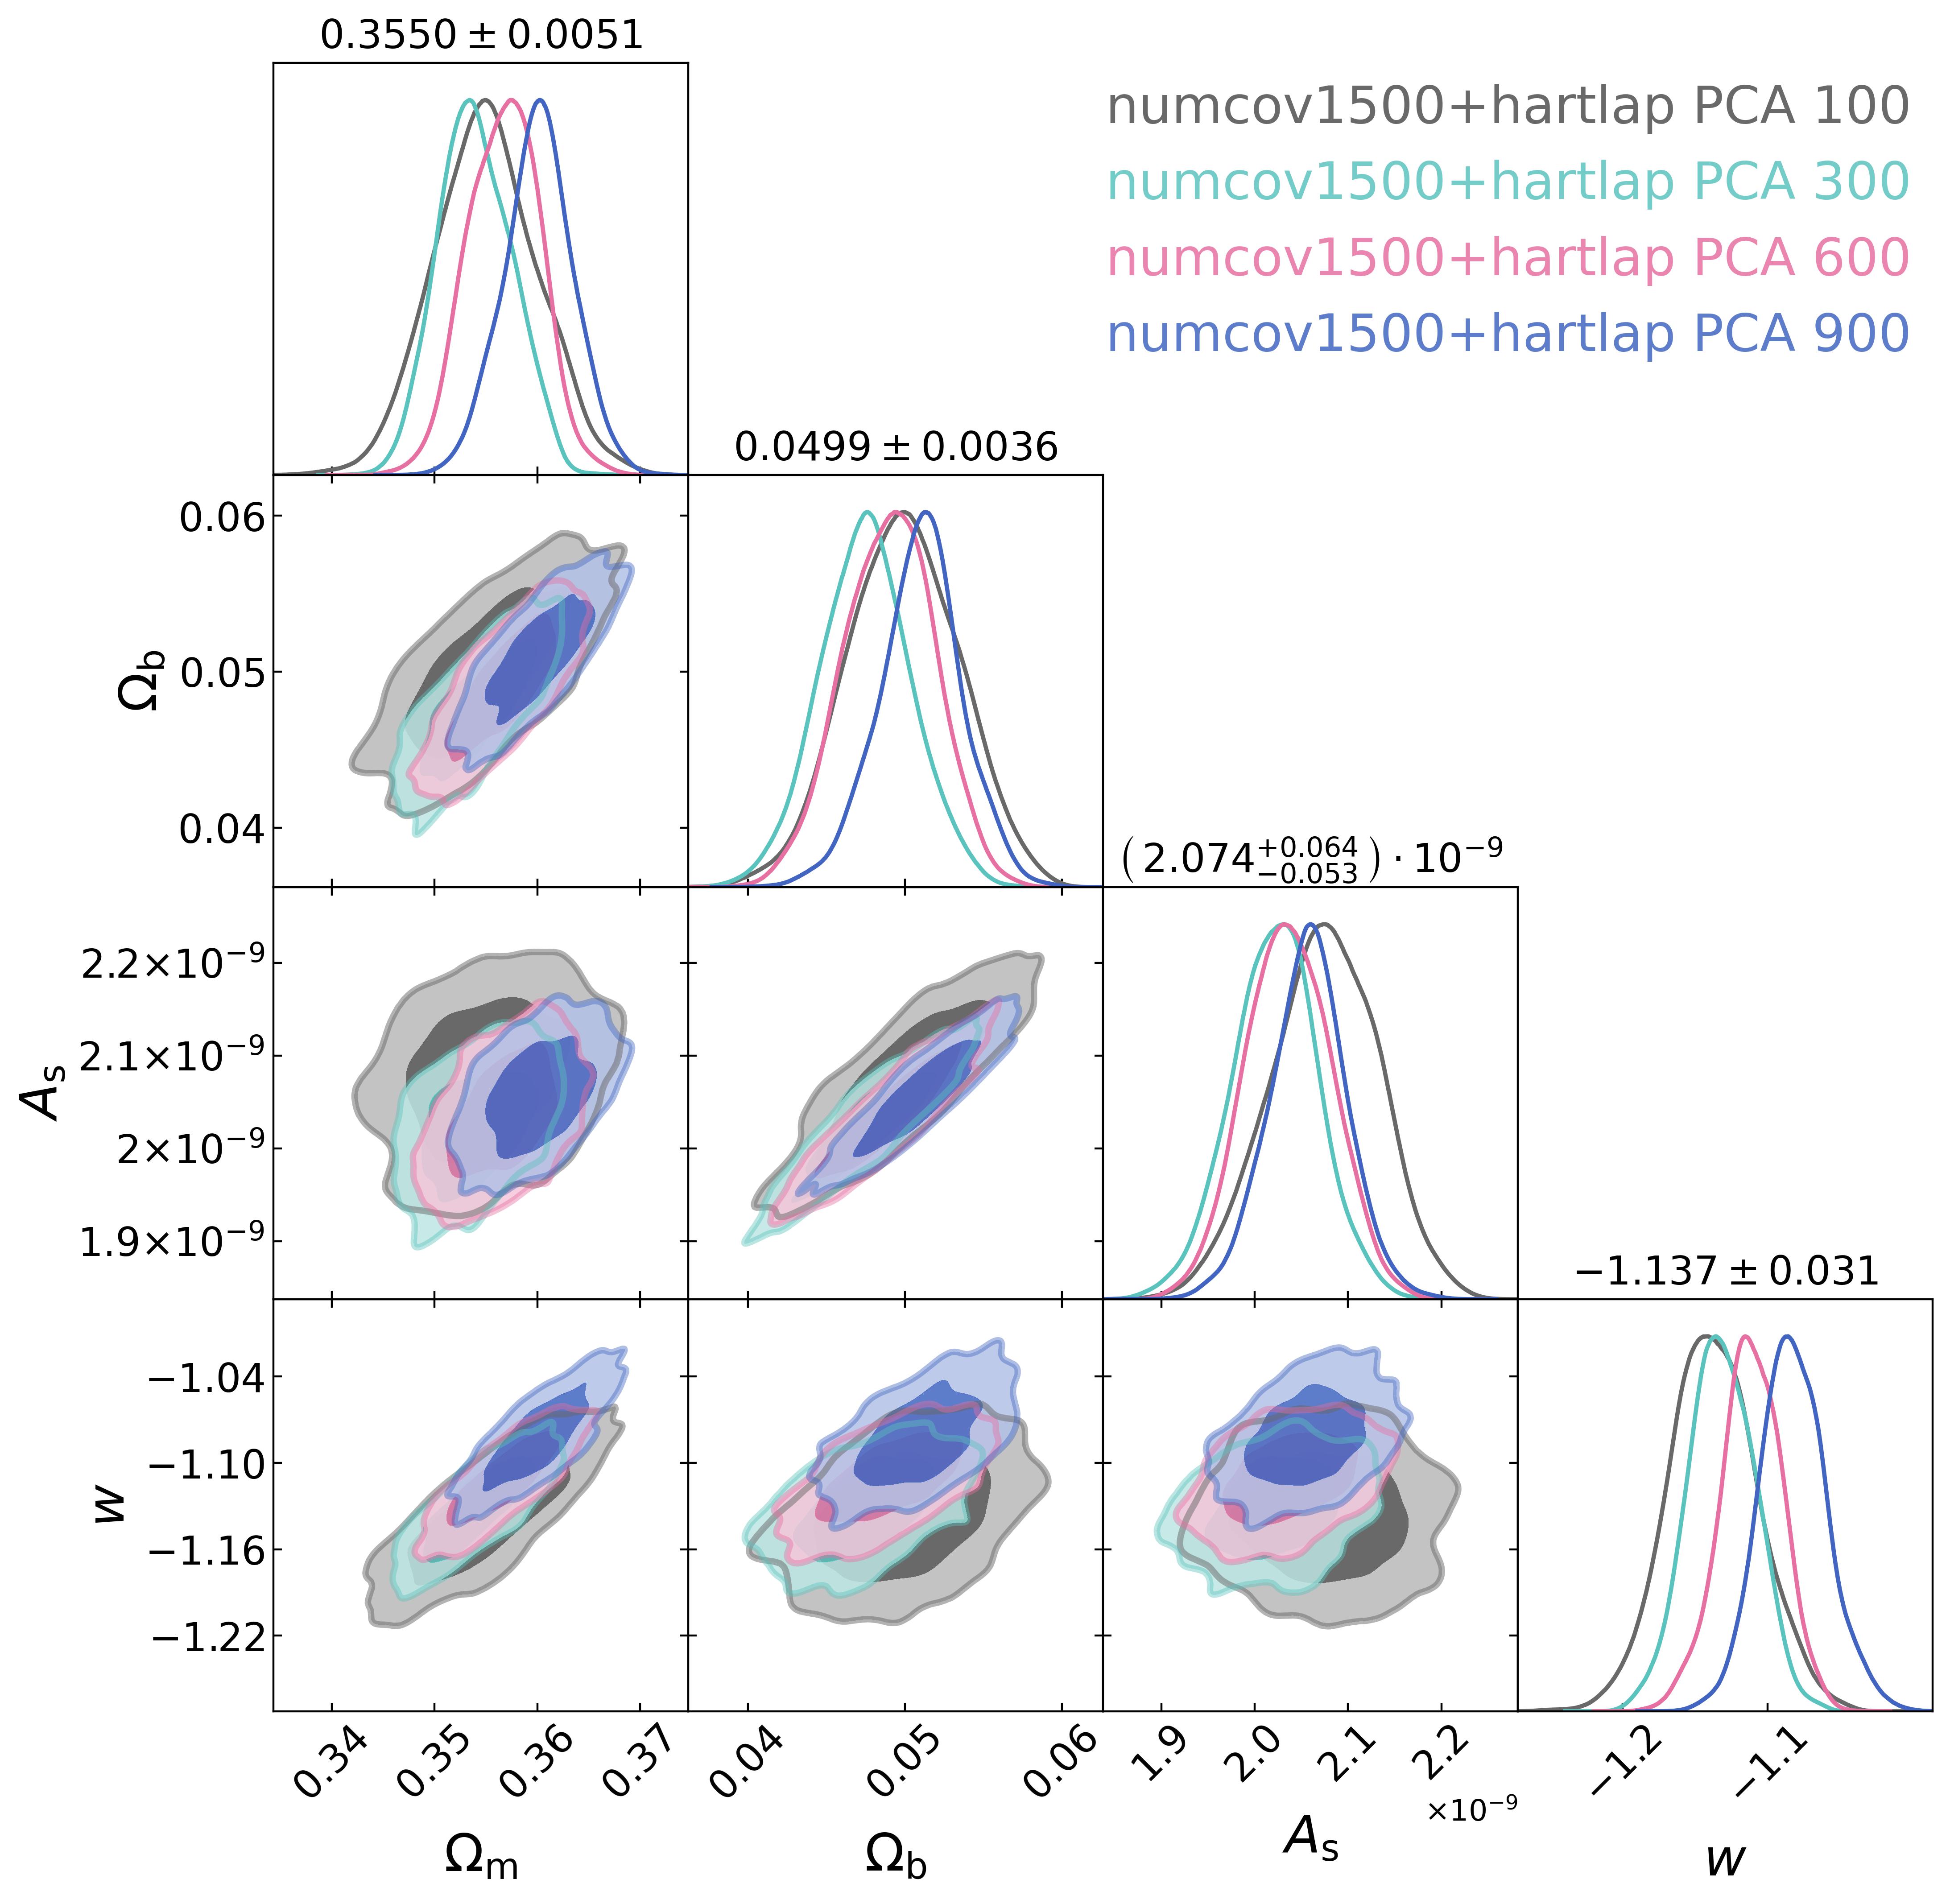 0.3550 ± 0.0051
numcov1500+hartlap PCA 100
numcov1500+hartlap PCA 300
numcov1500+hartlap PCA 600
numcov1500+hartlap PCA 900
0.0499 ± 0.0036
0.06
0.05
0.04
Ω_b
(2.074^{+0.064}_{−0.053}) · 10^{−9}
2.2×10^{−9}
2.1×10^{−9}
2×10^{−9}
1.9×10^{−9}
A_s
−1.137 ± 0.031
−1.04
−1.10
−1.16
−1.22
w
0.34 0.35 0.36 0.37 0.04 0.05 0.06 1.9 2.0 2.1 2.2 −1.2 −1.1
×10^{−9}
Ω_m Ω_b A_s w